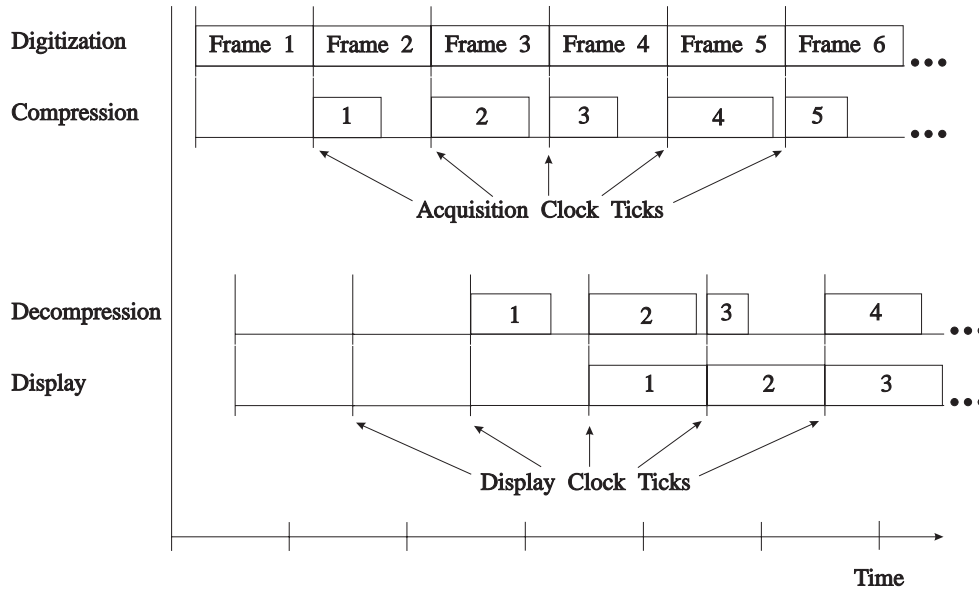 Digitization Frame 1 Frame 2 Frame 3 Frame 4 Frame 5 Frame 6 •••
Compression 1 2 3 4 5 •••
Acquisition Clock Ticks
Decompression 1 2 3 4 •••
Display 1 2 3 •••
Display Clock Ticks
Time